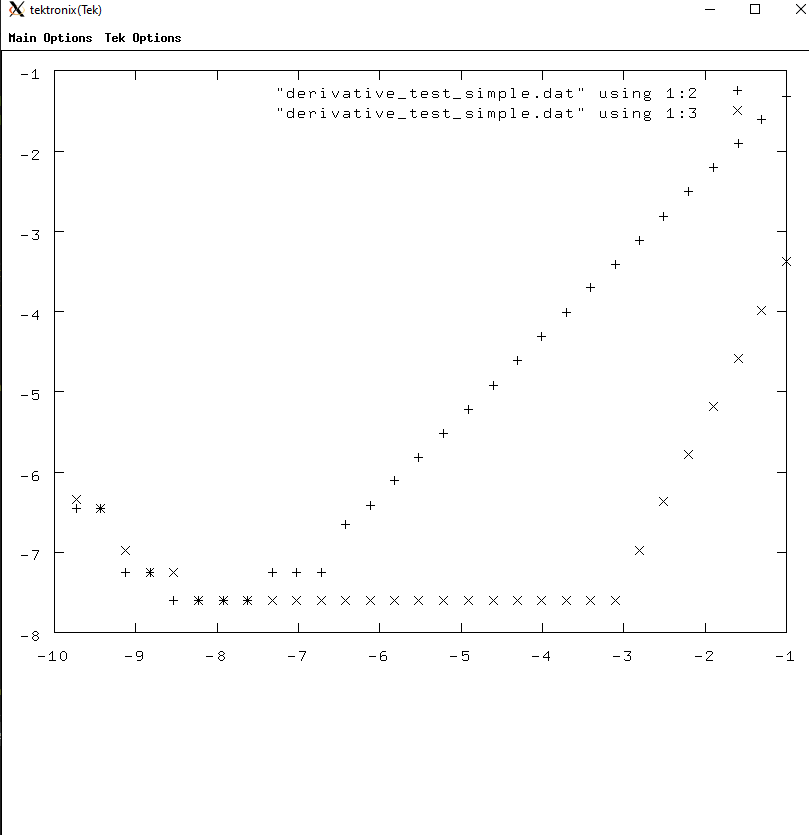 tektronix(Tek)
Main Options Tek Options
"derivative_test_simple.dat" using 1:2
"derivative_test_simple.dat" using 1:3
-1
-2
-3
-4
-5
-6
-7
-8
-10 -9 -8 -7 -6 -5 -4 -3 -2 -1